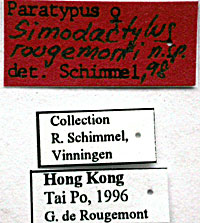 Paratypus ♀
Simodactylus
rougemonti n.sp.
det. Schimmel, 98
Collection
R. Schimmel,
Vinningen
Hong Kong
Tai Po, 1996
G. de Rougemont